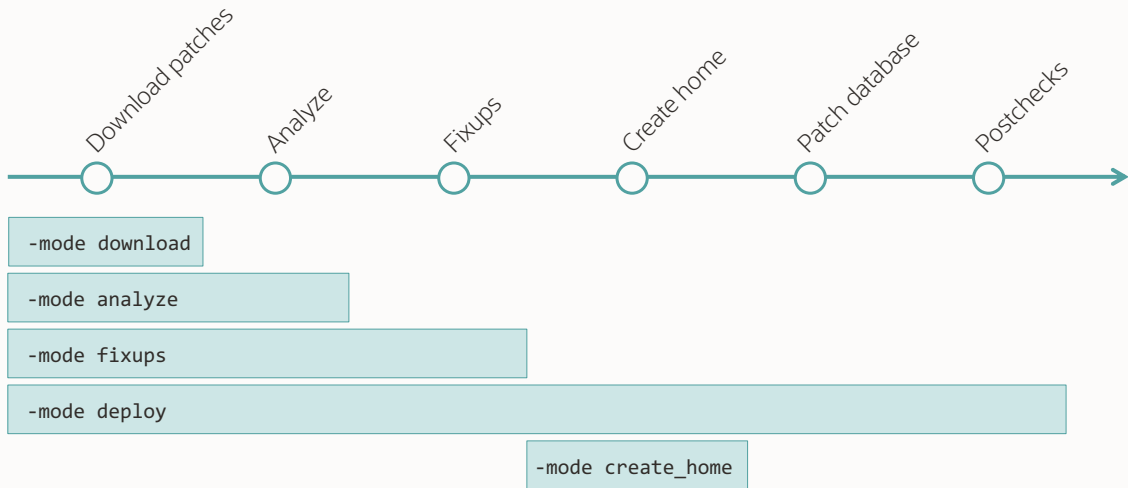 Download patches
Analyze
Fixups
Create home
Patch database
Postchecks
-mode download
-mode analyze
-mode fixups
-mode deploy
-mode create_home